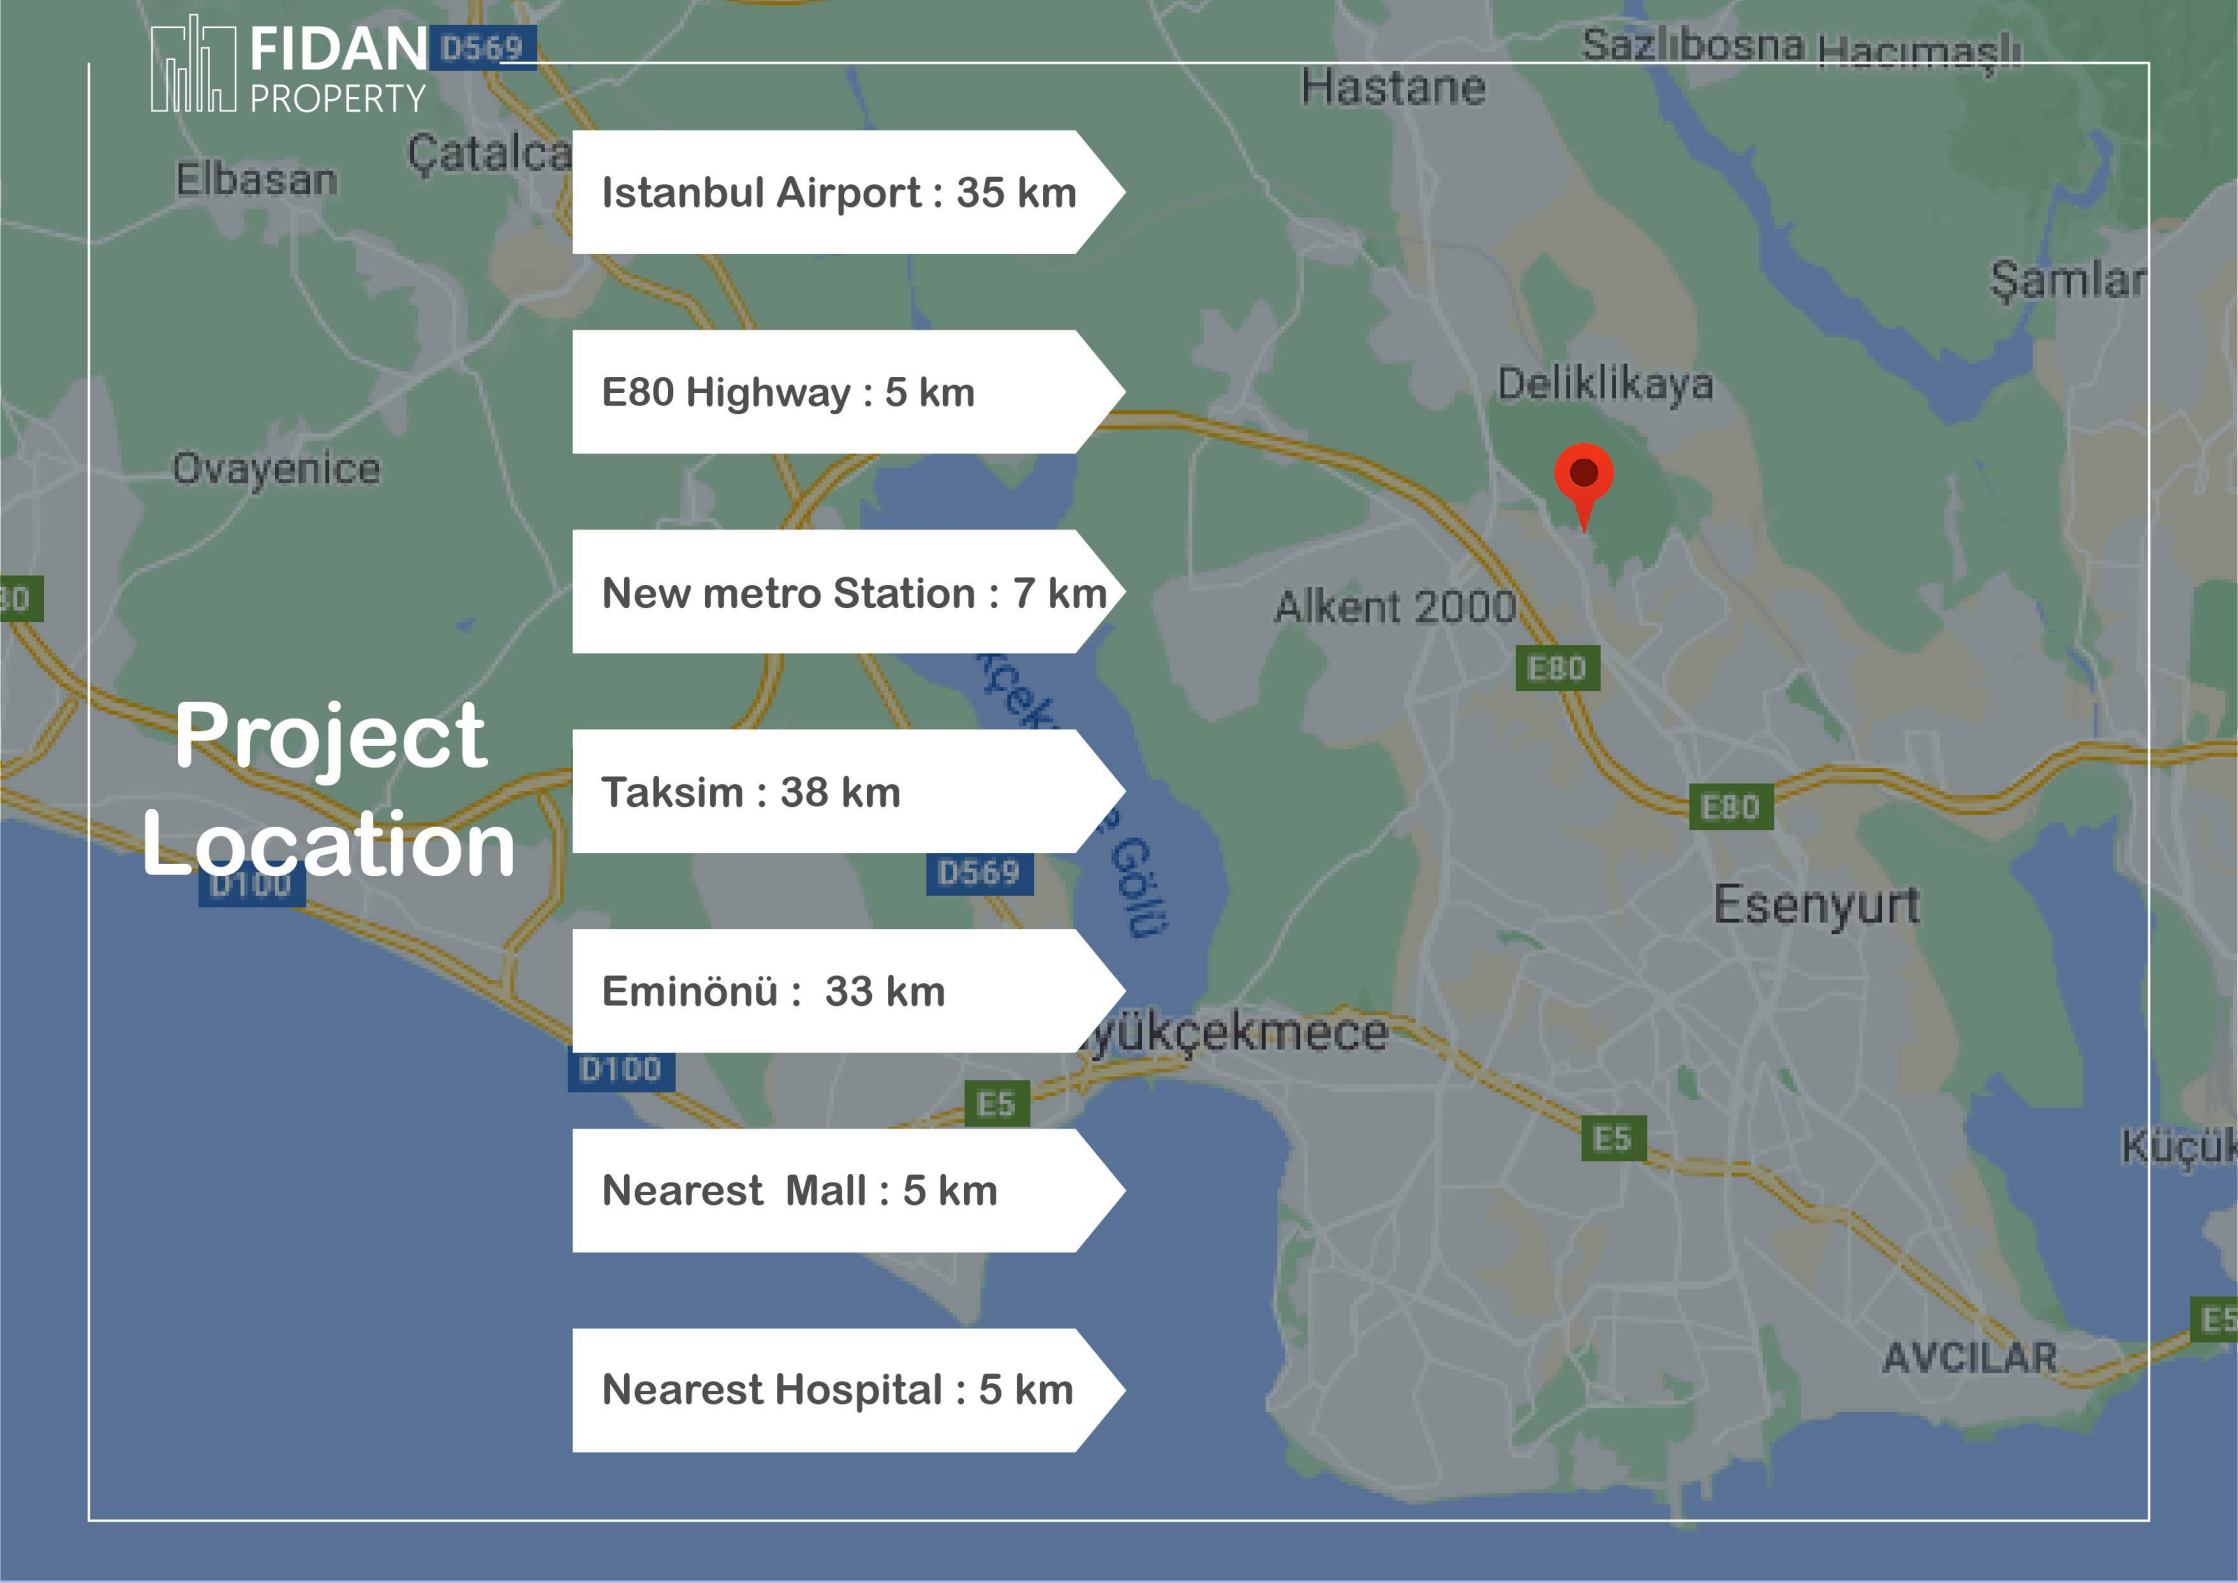 FIDAN
PROPERTY
D569
Sazlıbosna
Hacımaşlı
Hastane
Çatalca
Elbasan
Istanbul Airport : 35 km
Şamlar
E80 Highway : 5 km
Deliklikaya
Ovayenice
New metro Station : 7 km
Alkent 2000
E80
Project
Location
Taksim : 38 km
E80
D100
D569
Gölü
Esenyurt
Eminönü :  33 km
yükçekmece
D100
E5
E5
Küçük
Nearest  Mall : 5 km
E5
AVCILAR
Nearest Hospital : 5 km